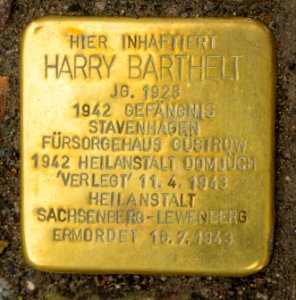 HIER INHAFTIERT
HARRY BARTHELT
JG. 1928
1942 GEFÄNGNIS
STAVENHAGEN
FÜRSORGEHAUS GÜSTROW
1942 HEILANSTALT DOMJÜCH
'VERLEGT' 11.4.1943
HEILANSTALT
SACHSENBERG-LEWENBERG
ERMORDET 16.7.1943